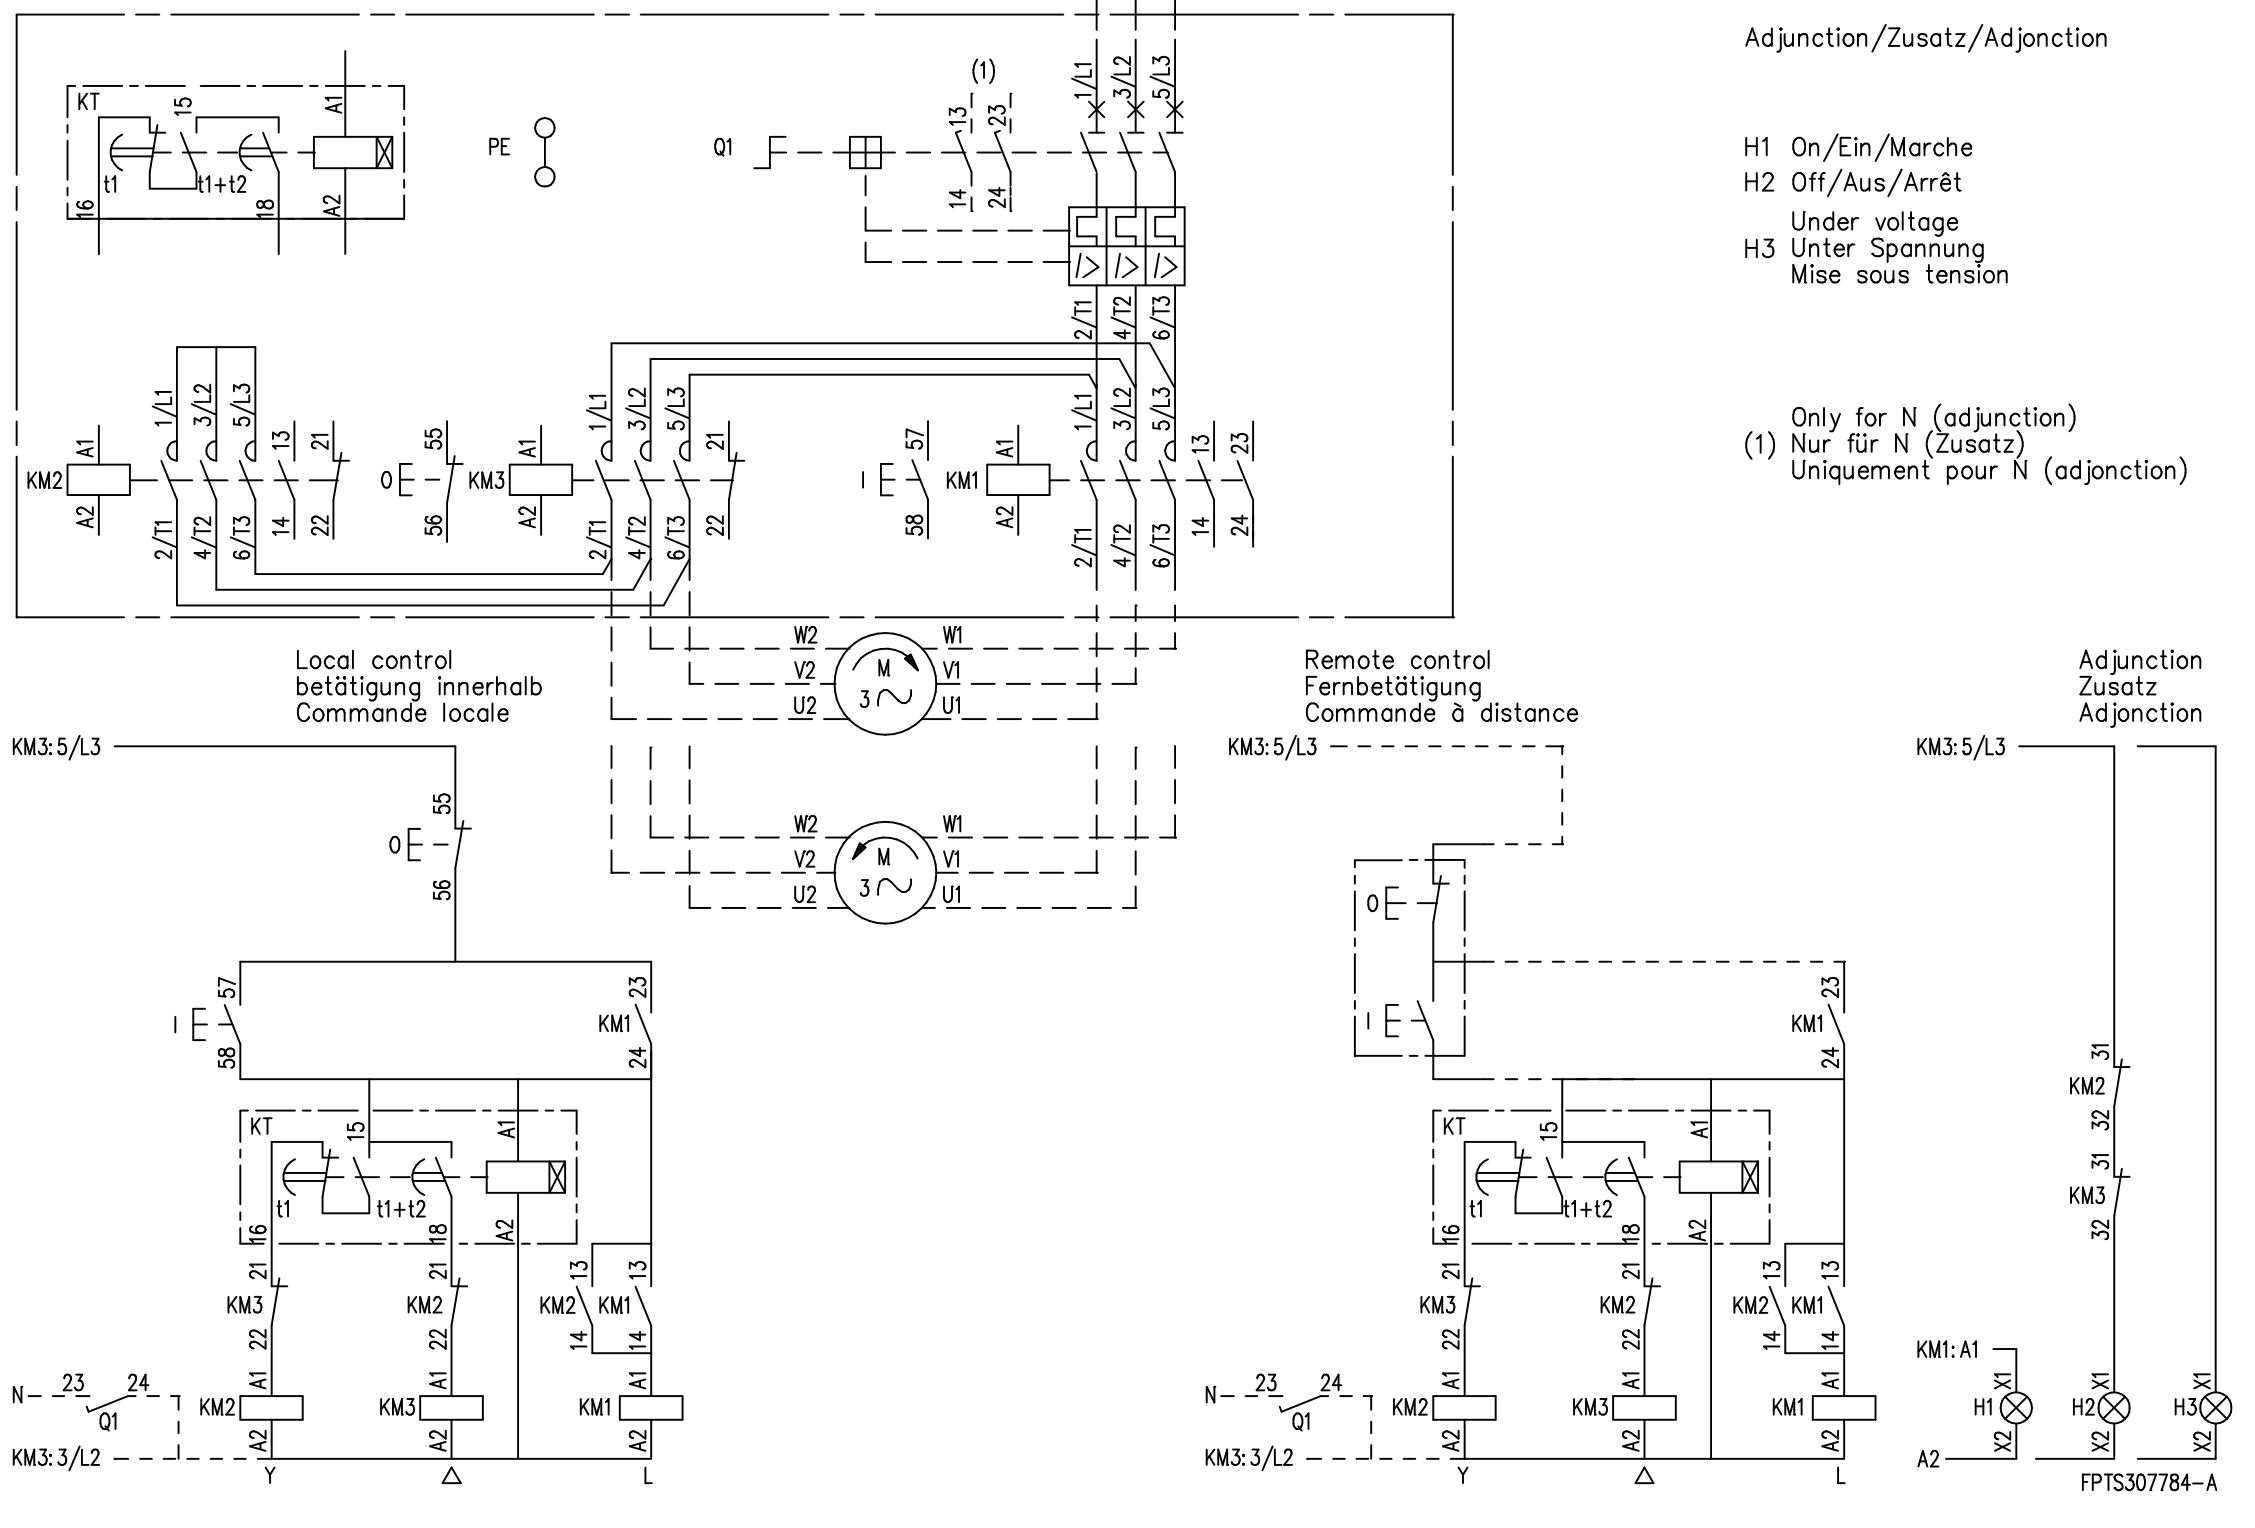 Adjunction/Zusatz/Adjonction
H1 On/Ein/Marche
H2 Off/Aus/Arrêt
Under voltage
H3 Unter Spannung
Mise sous tension
Only for N (adjunction)
(1) Nur für N (Zusatz)
Uniquement pour N (adjonction)
KT
15
A1
t1
t1+t2
16
18
A2
PE
Q1
(1)
13
23
14
24
1/L1
3/L2
5/L3
I>
I>
I>
2/T1
4/T2
6/T3
KM2
A1
A2
1/L1
3/L2
5/L3
13
21
2/T1
4/T2
6/T3
14
22
O
55
56
KM3
A1
A2
1/L1
3/L2
5/L3
21
2/T1
4/T2
6/T3
22
I
57
58
KM1
A1
A2
1/L1
3/L2
5/L3
13
23
2/T1
4/T2
6/T3
14
24
W2
W1
V2
V1
U2
U1
M
3
W2
W1
V2
V1
U2
U1
M
3
Local control
betätigung innerhalb
Commande locale
KM3:5/L3
55
O
56
57
I
58
23
KM1
24
KT
15
A1
t1
t1+t2
16
18
A2
21
KM3
22
21
KM2
22
13
KM2
14
13
KM1
14
N
23
24
Q1
KM2
A1
A2
KM3
A1
A2
KM1
A1
A2
KM3:3/L2
Y
△
L
Remote control
Fernbetätigung
Commande à distance
KM3:5/L3
O
I
23
KM1
24
KT
15
A1
t1
t1+t2
16
18
A2
21
KM3
22
21
KM2
22
13
KM2
14
13
KM1
14
N
23
24
Q1
KM2
A1
A2
KM3
A1
A2
KM1
A1
A2
KM3:3/L2
Y
△
L
Adjunction
Zusatz
Adjonction
KM3:5/L3
31
KM2
32
31
KM3
32
KM1:A1
X1
H1
X2
X1
H2
X2
X1
H3
X2
A2
FPTS307784-A